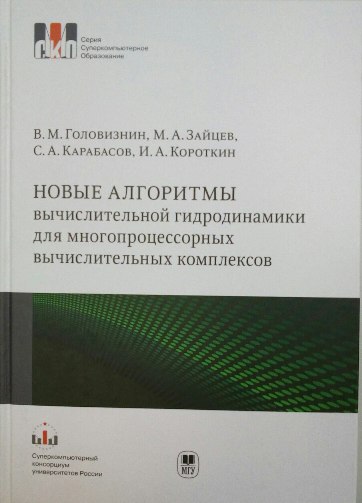 СКО
Серия
Суперкомпьютерное
Образование
В. М. Головизнин, М. А. Зайцев,
С. А. Карабасов, И. А. Короткин
НОВЫЕ АЛГОРИТМЫ
вычислительной гидродинамики
для многопроцессорных
вычислительных комплексов
Суперкомпьютерный
консорциум
университетов России
МГУ